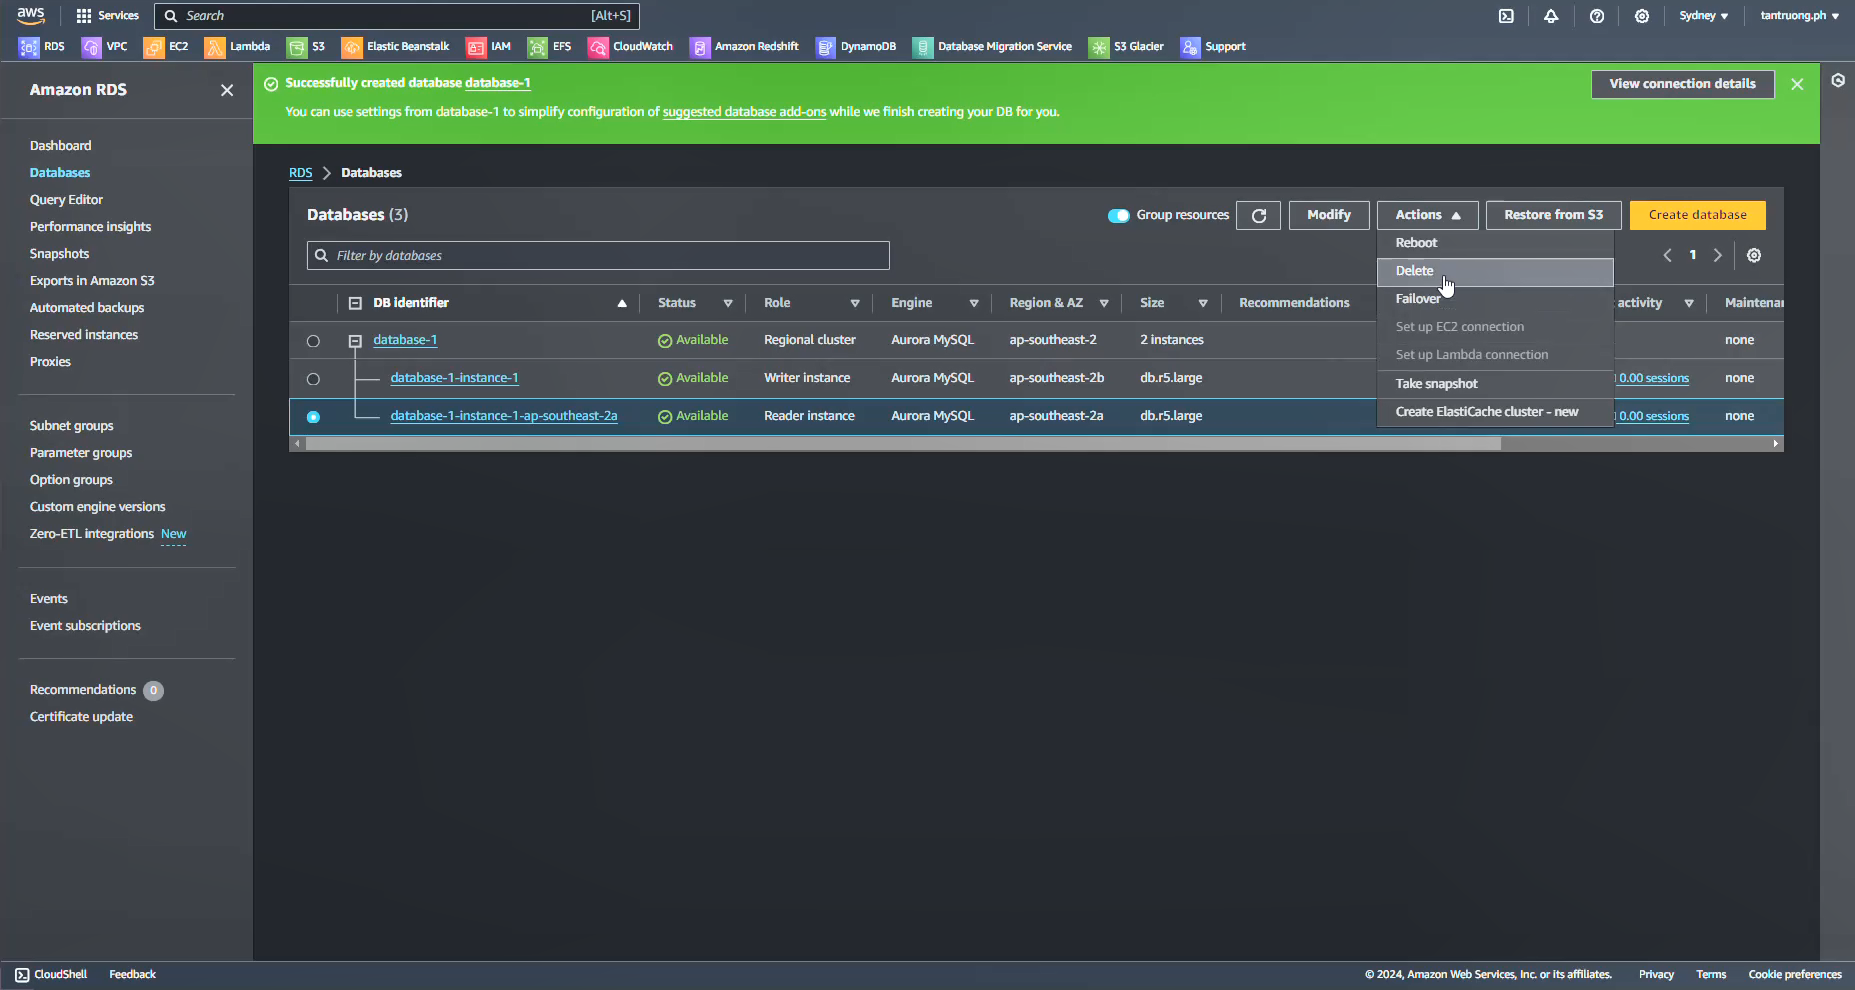 aws Services Search [Alt+S] Sydney tantruong.ph
RDS VPC EC2 Lambda S3 Elastic Beanstalk IAM EFS CloudWatch Amazon Redshift DynamoDB Database Migration Service S3 Glacier Support
Amazon RDS
Dashboard
Databases
Query Editor
Performance insights
Snapshots
Exports in Amazon S3
Automated backups
Reserved instances
Proxies
Subnet groups
Parameter groups
Option groups
Custom engine versions
Zero-ETL integrations New
Events
Event subscriptions
Recommendations 0
Certificate update
Successfully created database database-1 View connection details
You can use settings from database-1 to simplify configuration of suggested database add-ons while we finish creating your DB for you.
RDS > Databases
Databases (3) Group resources Modify Actions Restore from S3 Create database
Filter by databases 1
Reboot
Delete
Failover
Set up EC2 connection
Set up Lambda connection
Take snapshot
Create ElastiCache cluster - new
DB identifier Status Role Engine Region & AZ Size Recommendations activity Maintenan
database-1 Available Regional cluster Aurora MySQL ap-southeast-2 2 instances none
database-1-instance-1 Available Writer instance Aurora MySQL ap-southeast-2b db.r5.large 0.00 sessions none
database-1-instance-1-ap-southeast-2a Available Reader instance Aurora MySQL ap-southeast-2a db.r5.large 0.00 sessions none
CloudShell Feedback © 2024, Amazon Web Services, Inc. or its affiliates. Privacy Terms Cookie preferences